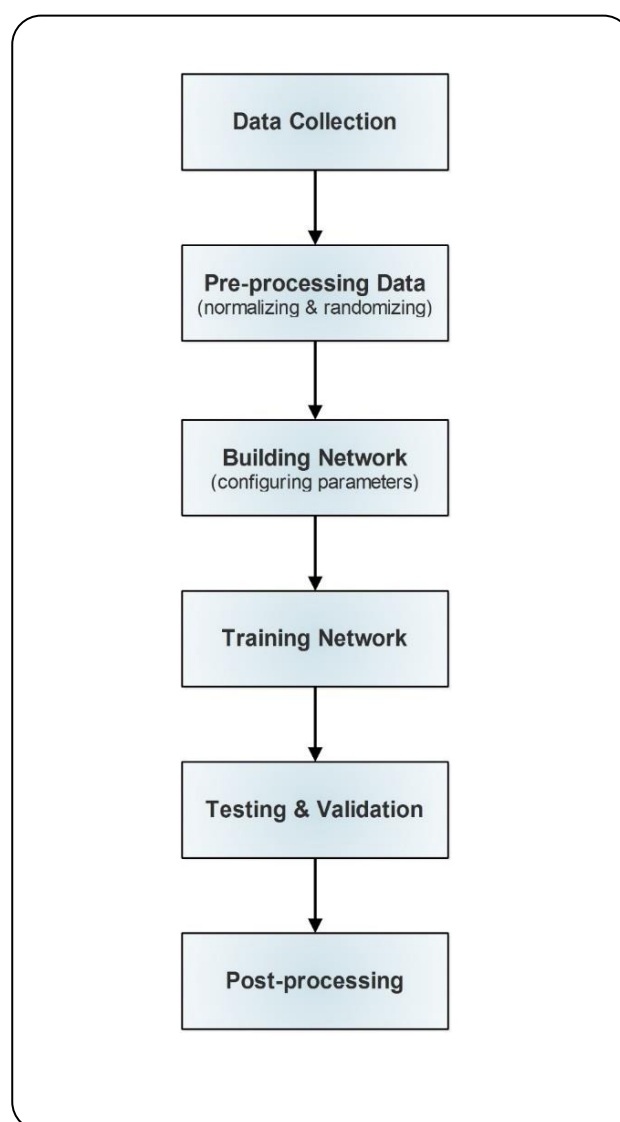 Data Collection
Pre-processing Data
(normalizing & randomizing)
Building Network
(configuring parameters)
Training Network
Testing & Validation
Post-processing